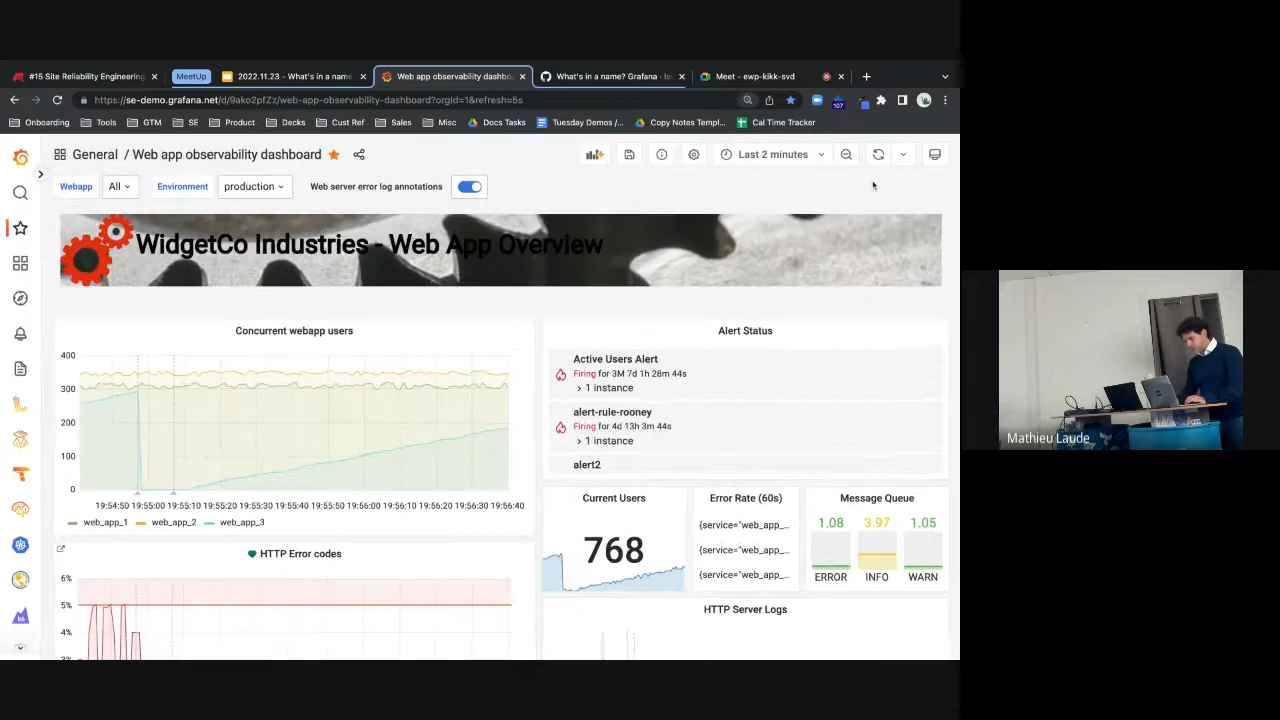 #15 Site Reliability Engineering
MeetUp
2022.11.23 - What's in a name
Web app observability dashbo
What's in a name? Grafana · Is
Meet - ewp-kikk-svd
https://se-demo.grafana.net/d/9ako2pfZz/web-app-observability-dashboard?orgId=1&refresh=5s
107
Onboarding Tools GTM SE Product Decks Cust Ref Sales Misc Docs Tasks Tuesday Demos /... Copy Notes Templ... Cal Time Tracker
General / Web app observability dashboard
Last 2 minutes
Webapp All Environment production Web server error log annotations
WidgetCo Industries - Web App Overview
Concurrent webapp users
400
300
200
100
0
19:54:50 19:55:00 19:55:10 19:55:20 19:55:30 19:55:40 19:55:50 19:56:00 19:56:10 19:56:20 19:56:30 19:56:40
web_app_1 web_app_2 web_app_3
Alert Status
Active Users Alert
Firing for 3M 7d 1h 28m 44s
> 1 instance
alert-rule-rooney
Firing for 4d 13h 3m 44s
> 1 instance
alert2
Current Users
768
Error Rate (60s)
{service="web_app_...
{service="web_app_...
{service="web_app_...
Message Queue
1.08 3.97 1.05
ERROR INFO WARN
HTTP Error codes
6%
5%
4%
3%
HTTP Server Logs
k6
Mathieu Laude